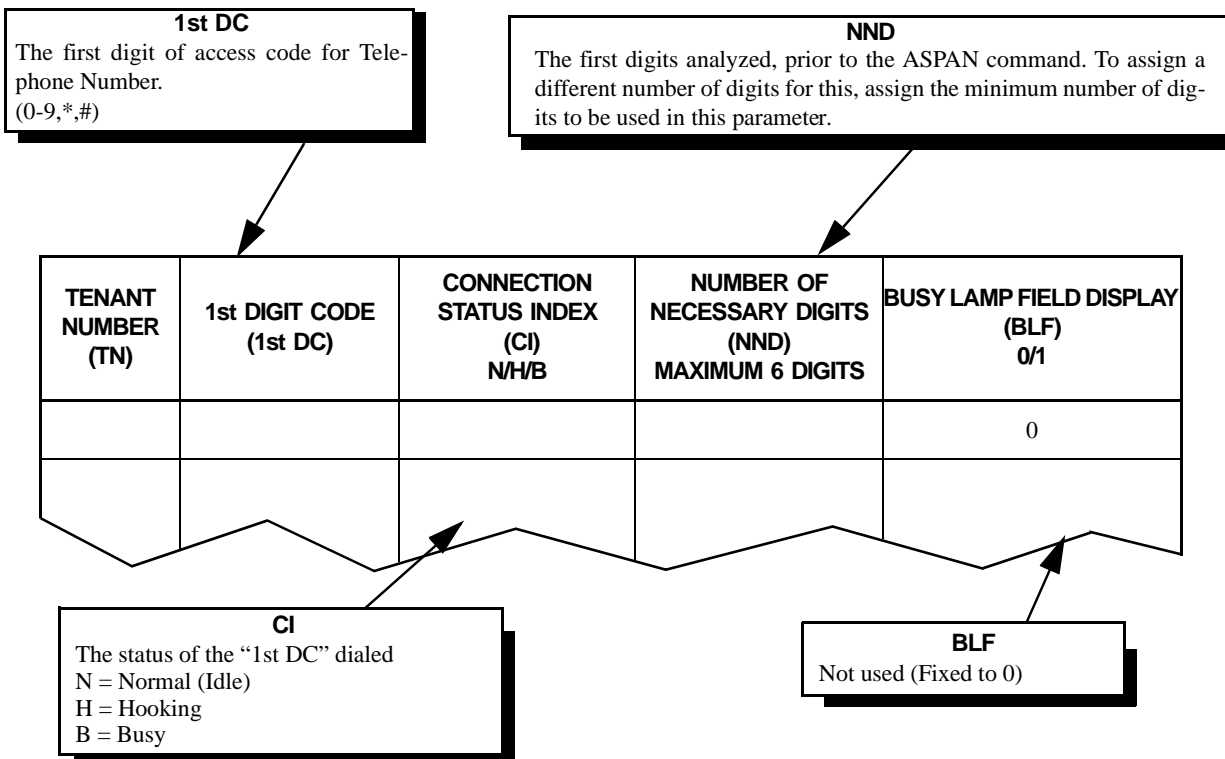 1st DC
The first digit of access code for Tele-
phone Number.
(0-9,*,#)
NND
The first digits analyzed, prior to the ASPAN command. To assign a
different number of digits for this, assign the minimum number of dig-
its to be used in this parameter.
TENANT
NUMBER
(TN)
1st DIGIT CODE
(1st DC)
CONNECTION
STATUS INDEX
(CI)
N/H/B
NUMBER OF
NECESSARY DIGITS
(NND)
MAXIMUM 6 DIGITS
BUSY LAMP FIELD DISPLAY
(BLF)
0/1
0
CI
The status of the “1st DC” dialed
N = Normal (Idle)
H = Hooking
B = Busy
BLF
Not used (Fixed to 0)